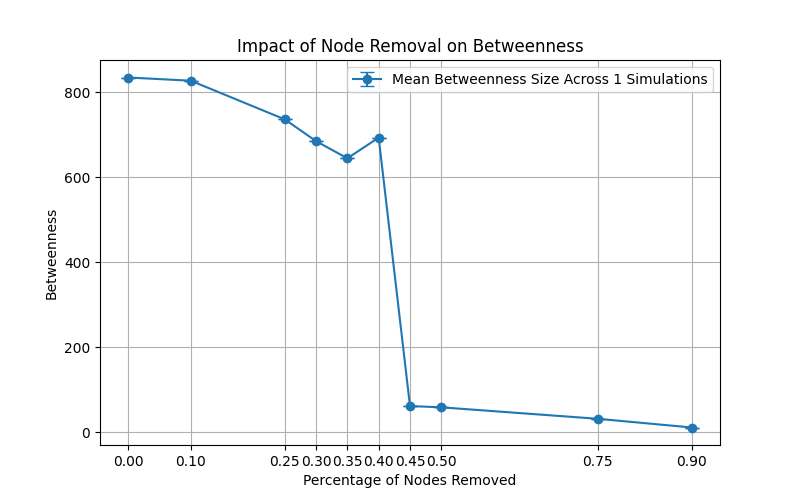 Impact of Node Removal on Betweenness
Mean Betweenness Size Across 1 Simulations
Betweenness
800
600
400
200
0
0.00 0.10 0.25 0.30 0.35 0.40 0.45 0.50 0.75 0.90
Percentage of Nodes Removed